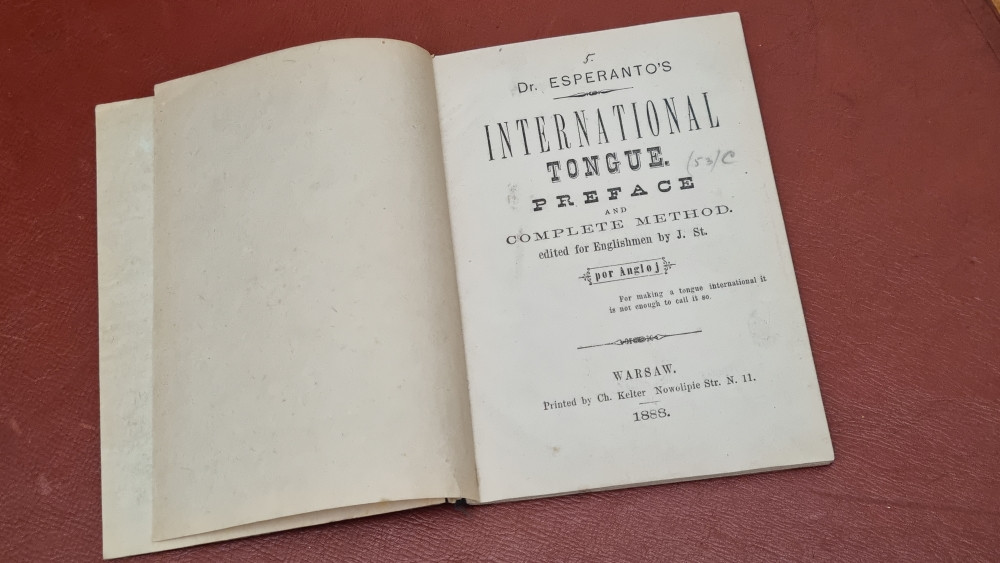 5.
Dr. ESPERANTO'S
INTERNATIONAL
TONGUE.
(53)C
PREFACE
AND
COMPLETE METHOD.
edited for Englishmen by J. St.
por Angloj
For making a tongue international it
is not enough to call it so.
WARSAW.
Printed by Ch. Kelter Nowolipie Str. N. 11.
1888.